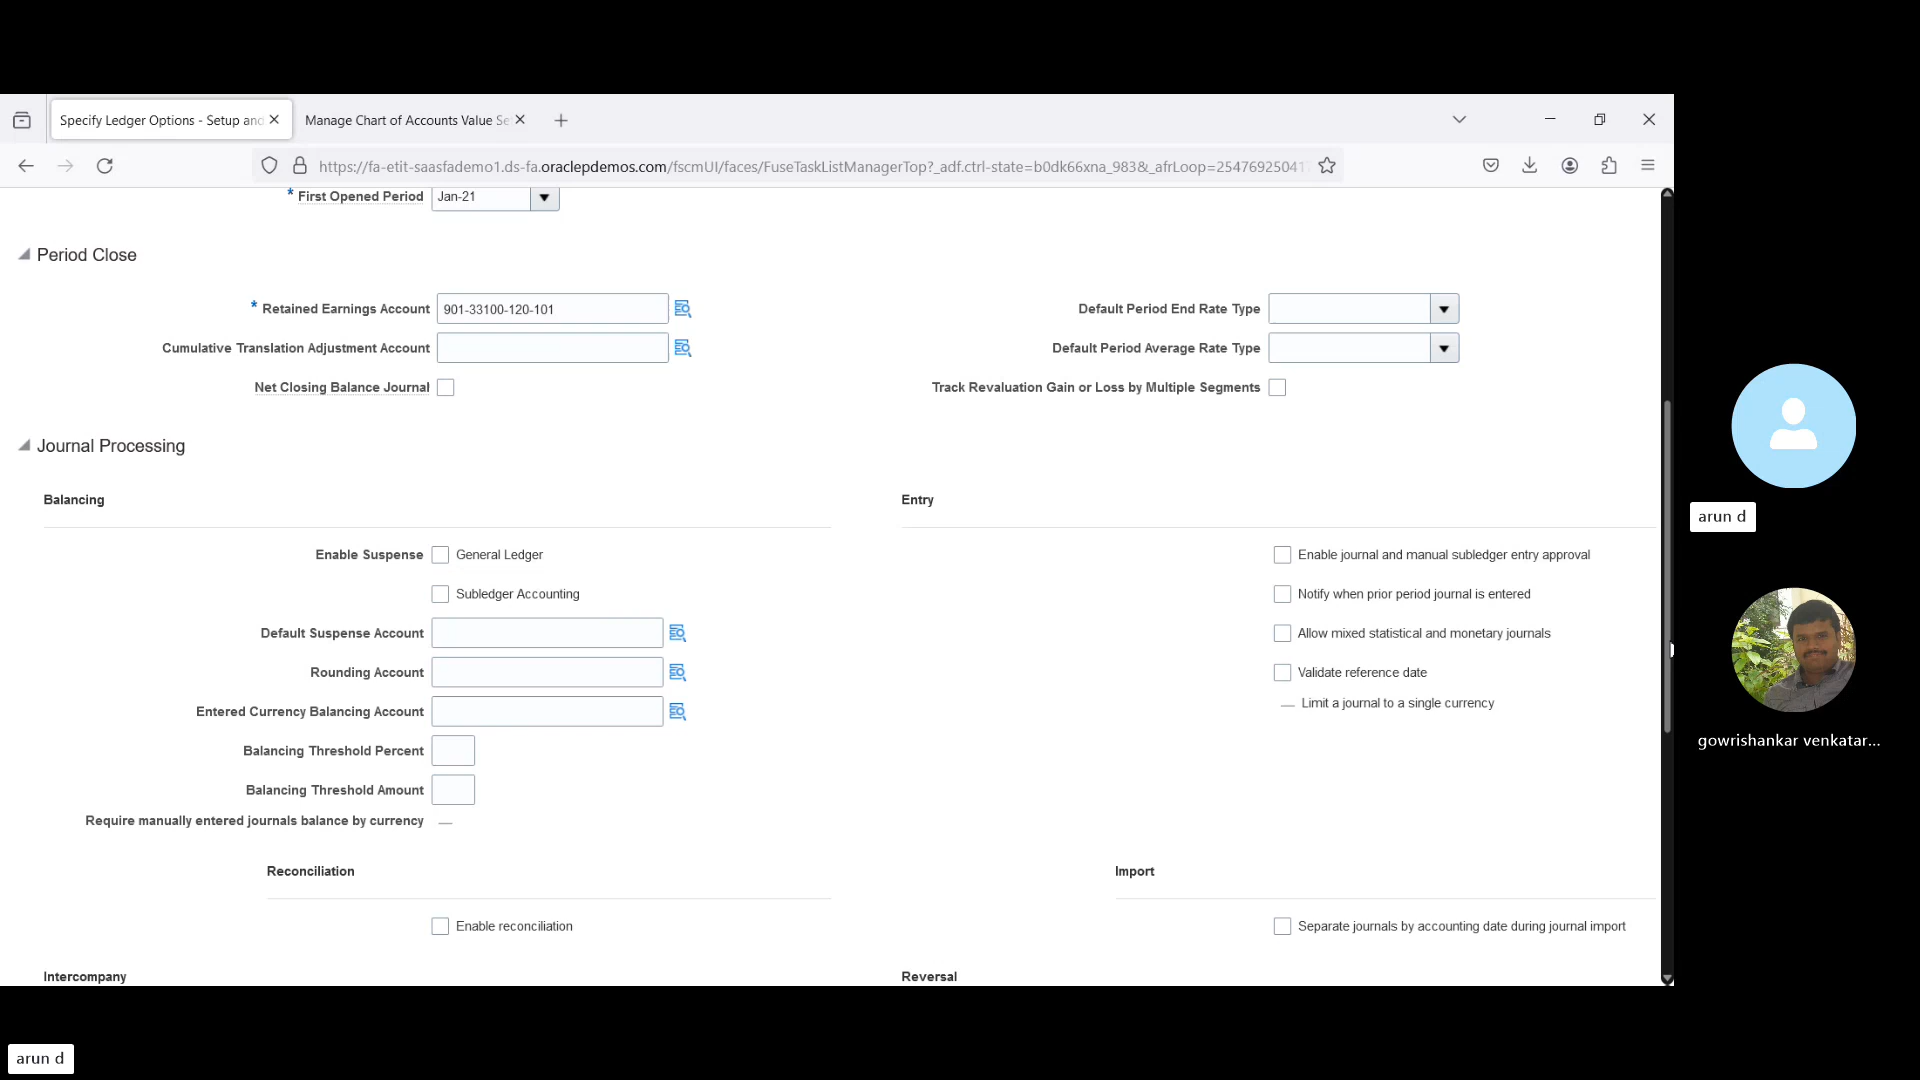 Specify Ledger Options - Setup and
Manage Chart of Accounts Value Se
https://fa-etit-saasfademo1.ds-fa.oraclepdemos.com/fscmUI/faces/FuseTaskListManagerTop?_adf.ctrl-state=b0dk66xna_983&_afrLoop=2547692504
* First Opened Period Jan-21
Period Close
* Retained Earnings Account 901-33100-120-101
Default Period End Rate Type
Cumulative Translation Adjustment Account
Default Period Average Rate Type
Net Closing Balance Journal
Track Revaluation Gain or Loss by Multiple Segments
Journal Processing
Balancing
Entry
Enable Suspense General Ledger
Enable journal and manual subledger entry approval
Subledger Accounting
Notify when prior period journal is entered
Default Suspense Account
Allow mixed statistical and monetary journals
Rounding Account
Validate reference date
Entered Currency Balancing Account
Limit a journal to a single currency
Balancing Threshold Percent
Balancing Threshold Amount
Require manually entered journals balance by currency
Reconciliation
Import
Enable reconciliation
Separate journals by accounting date during journal import
Intercompany
Reversal
arun d
gowrishankar venkatar...
arun d